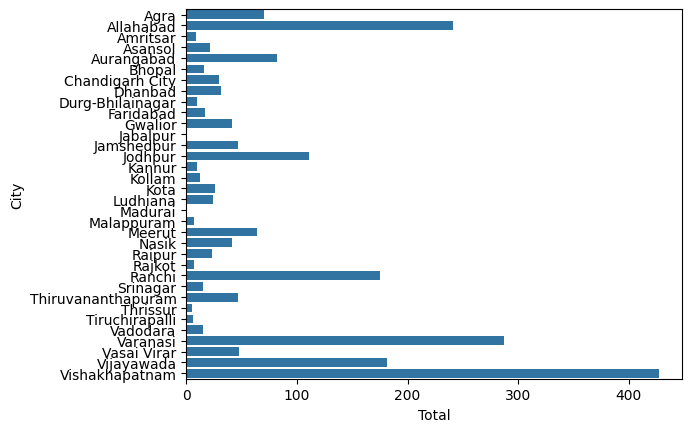 Agra
Allahabad
Amritsar
Asansol
Aurangabad
Bhopal
Chandigarh City
Dhanbad
Durg-Bhilainagar
Faridabad
Gwalior
Jabalpur
Jamshedpur
Jodhpur
Kannur
Kollam
Kota
Ludhiana
Madurai
Malappuram
Meerut
Nasik
Raipur
Rajkot
Ranchi
Srinagar
Thiruvananthapuram
Thrissur
Tiruchirapalli
Vadodara
Varanasi
Vasai Virar
Vijayawada
Vishakhapatnam
City
0 100 200 300 400
Total